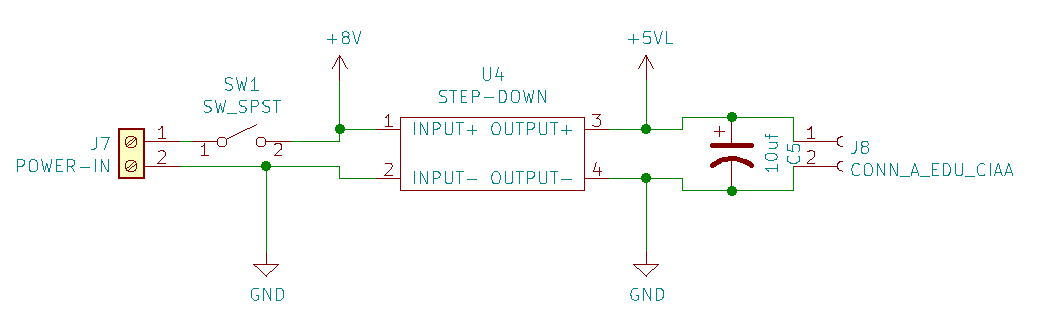 +8V
+5VL
SW1
SW_SPST
U4
STEP-DOWN
J7
POWER-IN
1
2
1
2
1
2
INPUT+ OUTPUT+
INPUT- OUTPUT-
3
4
+
10uf
C5
1
2
J8
CONN_A_EDU_CIAA
GND
GND